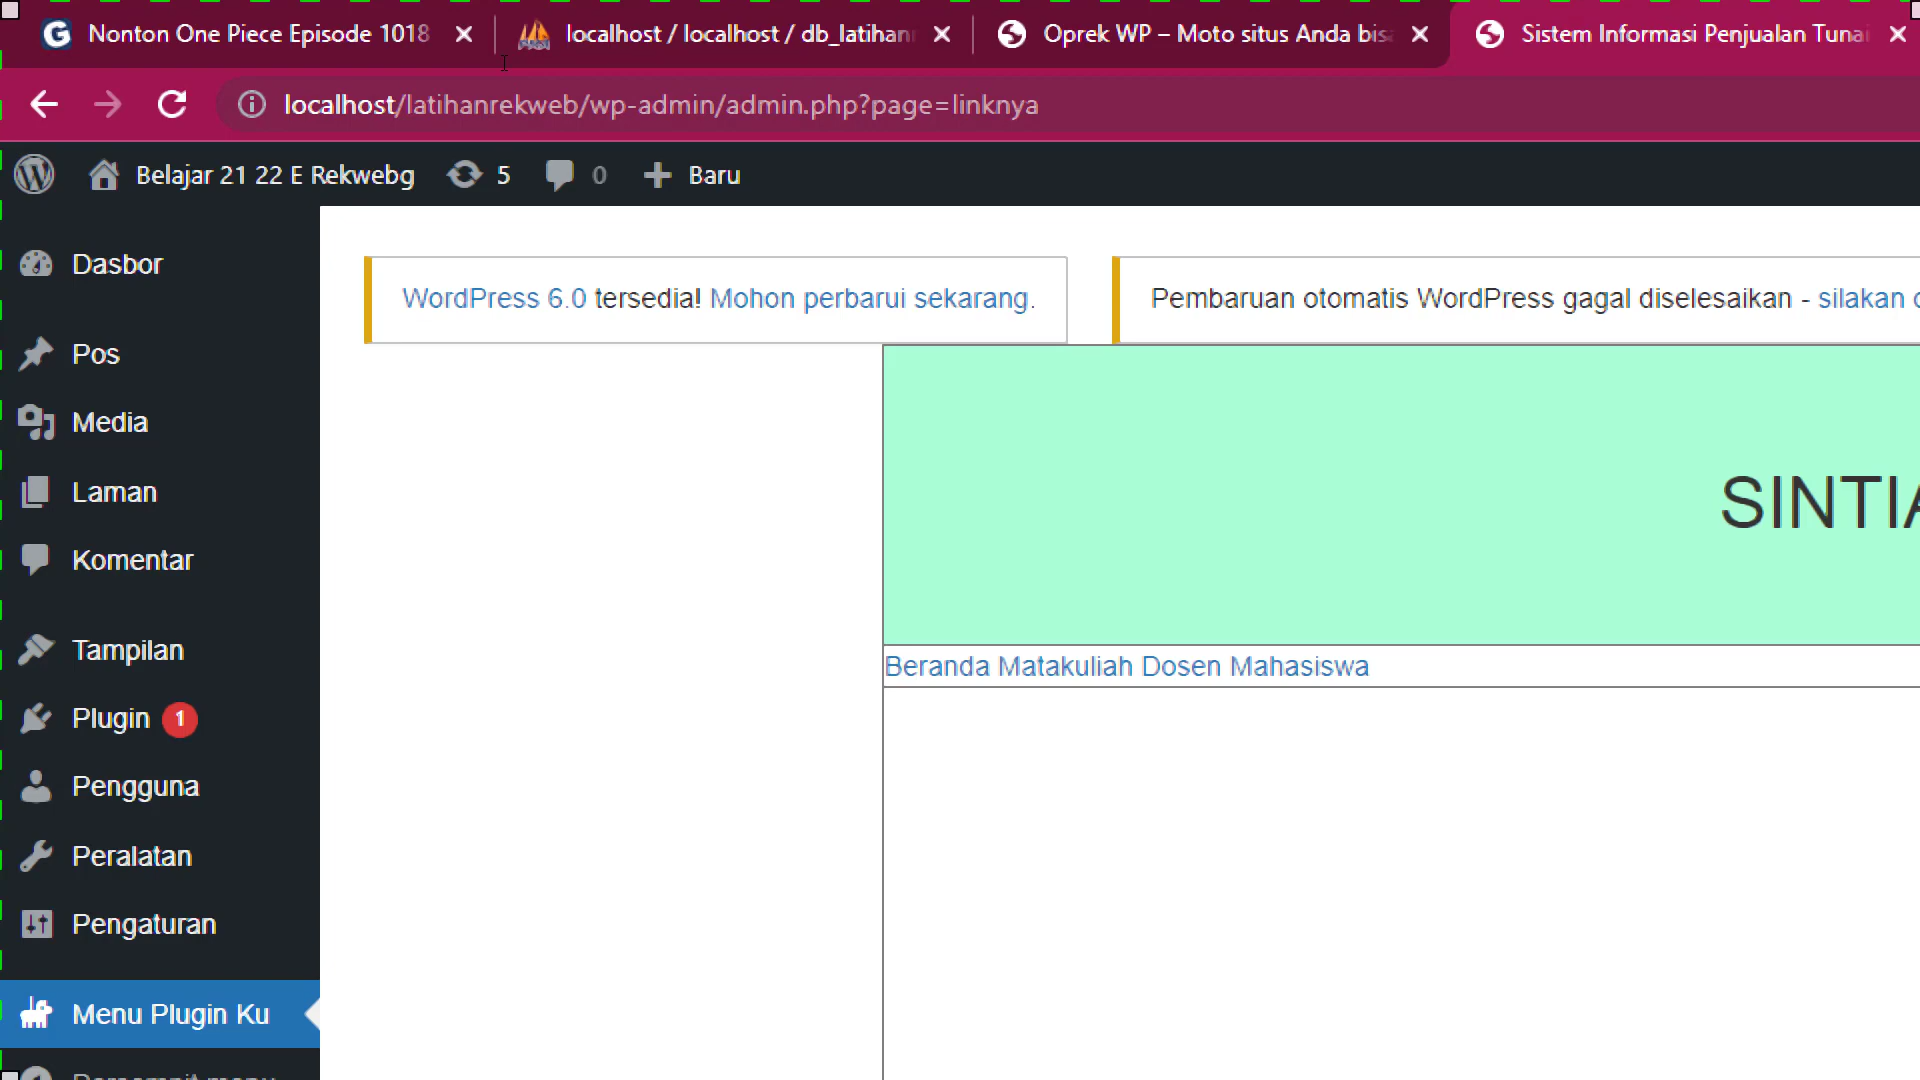 Nonton One Piece Episode 1018
localhost / localhost / db_latihan
Oprek WP – Moto situs Anda bisa
Sistem Informasi Penjualan Tunai
localhost/latihanrekweb/wp-admin/admin.php?page=linknya
Belajar 21 22 E Rekwebg
5
0
Baru
Dasbor
Pos
Media
Laman
Komentar
Tampilan
Plugin 1
Pengguna
Peralatan
Pengaturan
Menu Plugin Ku
WordPress 6.0 tersedia! Mohon perbarui sekarang.
Pembaruan otomatis WordPress gagal diselesaikan - silakan
SINTIA
Beranda Matakuliah Dosen Mahasiswa